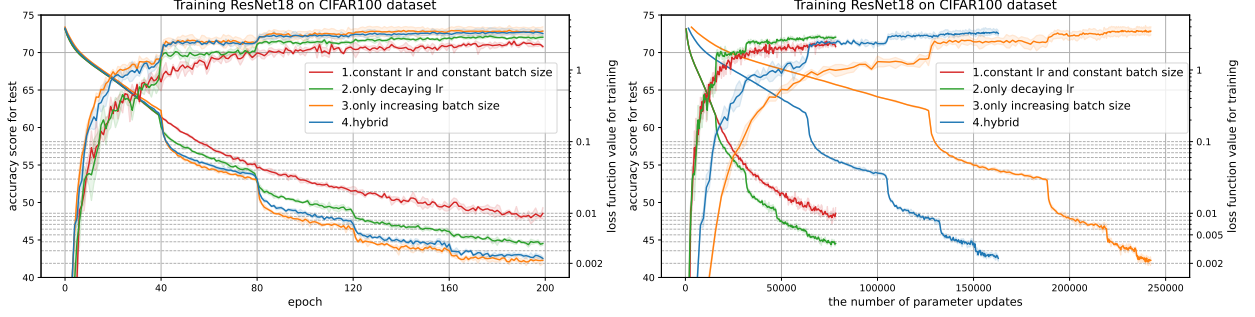 Training ResNet18 on CIFAR100 dataset
75
70
65
60
55
50
45
40
accuracy score for test
1
0.1
0.01
0.002
loss function value for training
1.constant lr and constant batch size
2.only decaying lr
3.only increasing batch size
4.hybrid
0 40 80 120 160 200
epoch
Training ResNet18 on CIFAR100 dataset
75
70
65
60
55
50
45
40
accuracy score for test
1
0.1
0.01
0.005
0.002
loss function value for training
1.constant lr and constant batch size
2.only decaying lr
3.only increasing batch size
4.hybrid
0 50000 100000 150000 200000 250000
the number of parameter updates